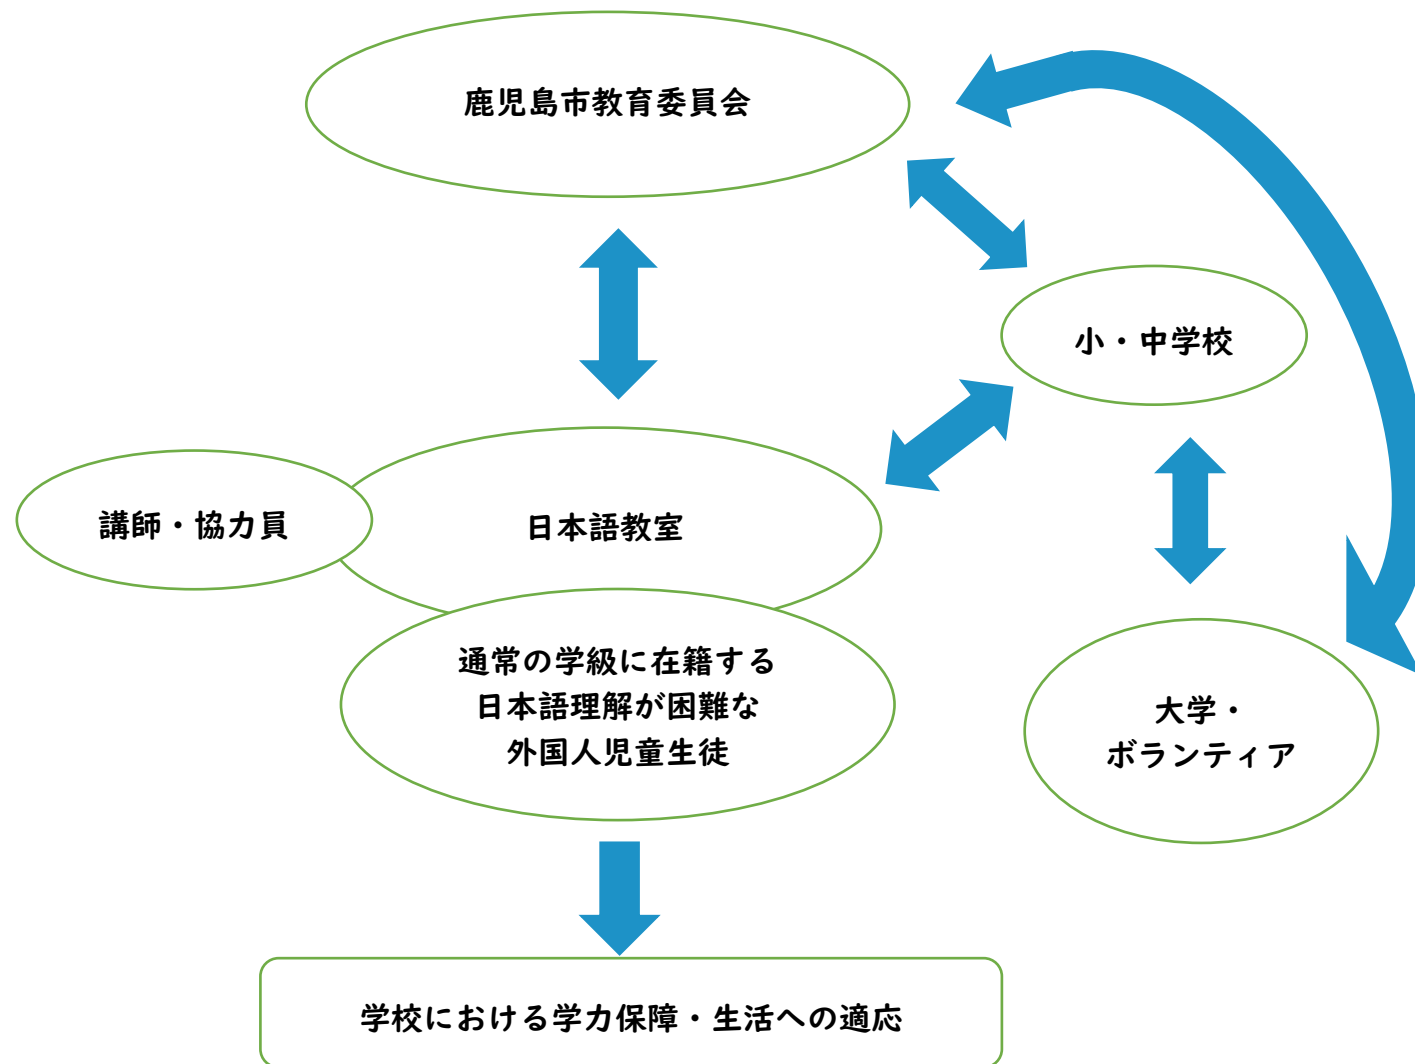 鹿児島市教育委員会
小・中学校
講師・協力員
日本語教室
通常の学級に在籍する
日本語理解が困難な
外国人児童生徒
大学・
ボランティア
学校における学力保障・生活への適応